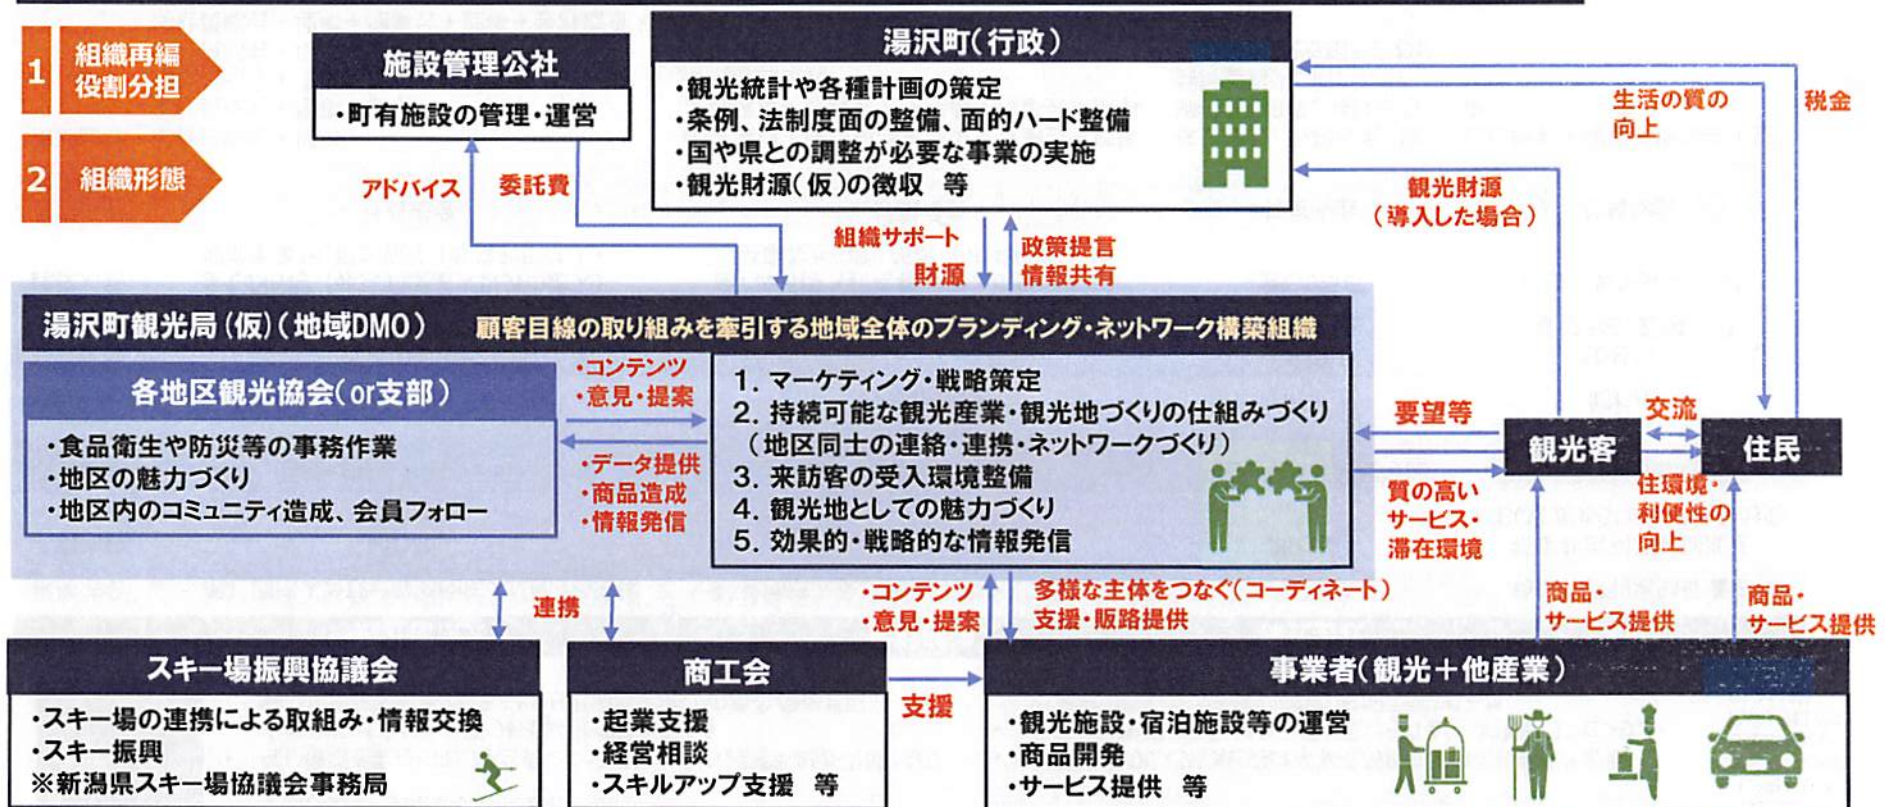 1
組織再編
役割分担
2
組織形態
施設管理公社
・町有施設の管理・運営
湯沢町(行政)
・観光統計や各種計画の策定
・条例、法制度面の整備、面的ハード整備
・国や県との調整が必要な事業の実施
・観光財源(仮)の徴収 等
生活の質の
向上
税金
観光財源
(導入した場合)
アドバイス
委託費
組織サポート
財源
政策提言
情報共有
湯沢町観光局(仮)(地域DMO) 顧客目線の取り組みを牽引する地域全体のブランディング・ネットワーク構築組織
各地区観光協会(or支部)
・食品衛生や防災等の事務作業
・地区の魅力づくり
・地区内のコミュニティ造成、会員フォロー
・コンテンツ
・意見・提案
・データ提供
・商品造成
・情報発信
1. マーケティング・戦略策定
2. 持続可能な観光産業・観光地づくりの仕組みづくり
(地区同士の連絡・連携・ネットワークづくり)
3. 来訪客の受入環境整備
4. 観光地としての魅力づくり
5. 効果的・戦略的な情報発信
要望等
質の高い
サービス・
滞在環境
観光客
交流
住民
住環境・
利便性の
向上
連携
・コンテンツ
・意見・提案
多様な主体をつなぐ(コーディネート)
支援・販路提供
商品・
サービス提供
商品・
サービス提供
スキー場振興協議会
・スキー場の連携による取組み・情報交換
・スキー振興
※新潟県スキー場協議会事務局
商工会
・起業支援
・経営相談
・スキルアップ支援 等
支援
事業者(観光+他産業)
・観光施設・宿泊施設等の運営
・商品開発
・サービス提供 等